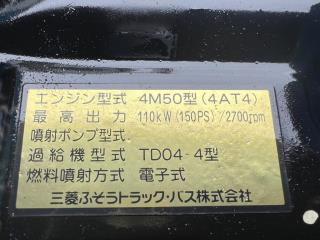 エンジン型式 4M50型(4AT4)
最高出力 110kW(150PS)/2700rpm
噴射ポンプ型式
過給機型式 TD04-4型
燃料噴射方式 電子式
三菱ふそうトラック・バス株式会社